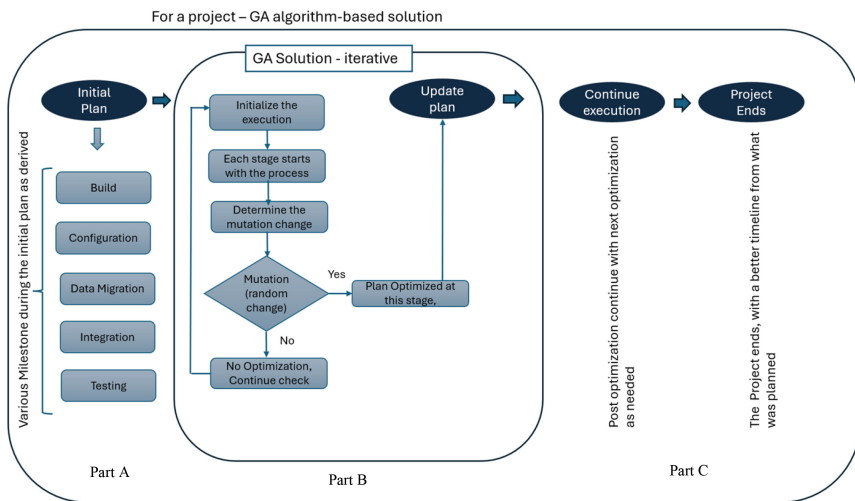 For a project – GA algorithm-based solution
GA Solution - iterative
Initial
Plan
Various Milestone during the initial plan as derived
Build
Configuration
Data Migration
Integration
Testing
Part A
Initialize the
execution
Each stage starts
with the process
Determine the
mutation change
Mutation
(random
change)
Yes
Plan Optimized at
this stage,
No
No Optimization,
Continue check
Update
plan
Part B
Continue
execution
Post optimization continue with next optimization
as needed
Project
Ends
The Project ends, with a better timeline from what
was planned
Part C